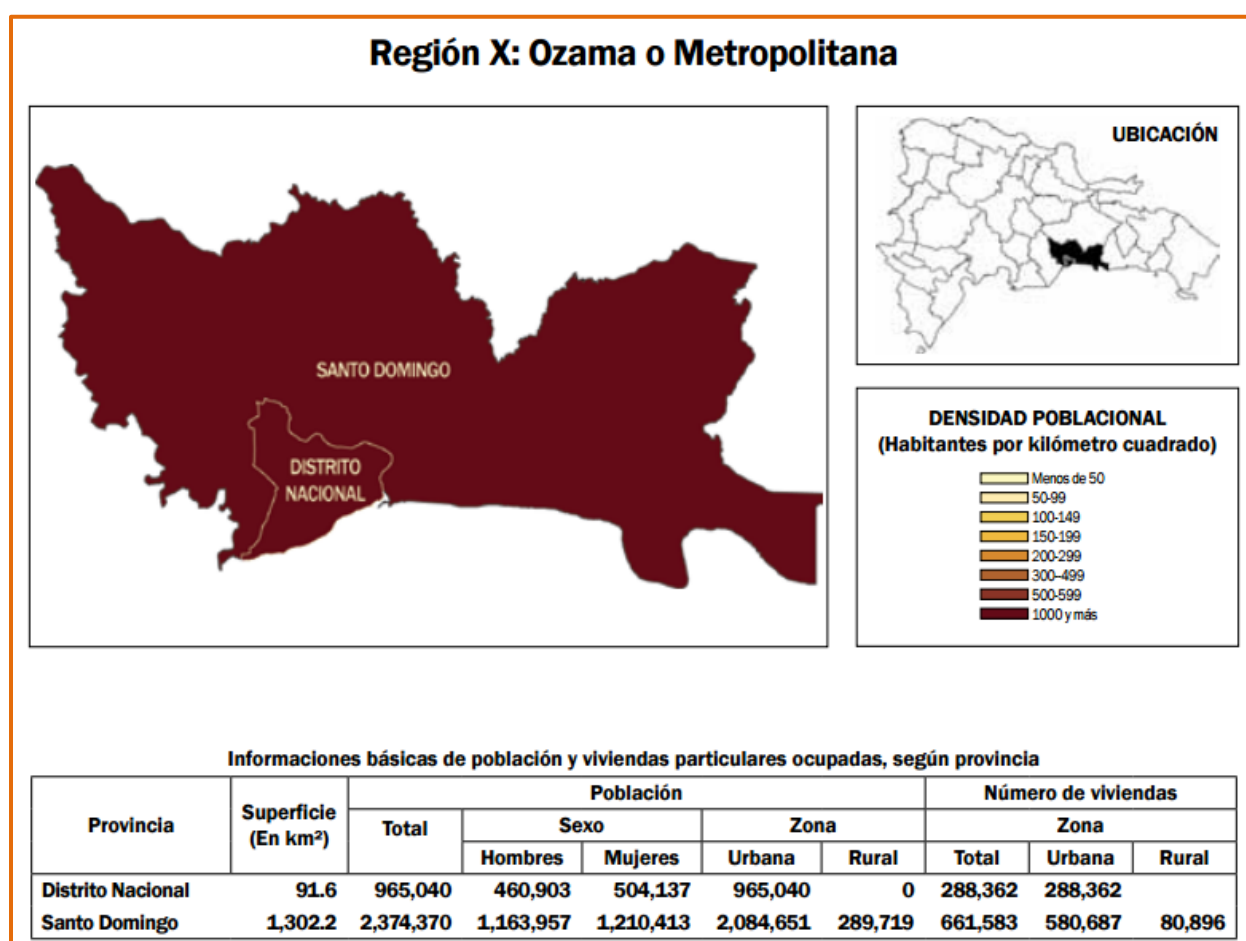 Región X: Ozama o Metropolitana
SANTO DOMINGO
DISTRITO
NACIONAL
UBICACIÓN
DENSIDAD POBLACIONAL
(Habitantes por kilómetro cuadrado)
Menos de 50
50-99
100-149
150-199
200-299
300-499
500-599
1000 y más
Informaciones básicas de población y viviendas particulares ocupadas, según provincia
Provincia Superficie (En km²) Población Número de viviendas
Total Sexo Zona Zona
Hombres Mujeres Urbana Rural Total Urbana Rural
Distrito Nacional 91.6 965,040 460,903 504,137 965,040 0 288,362 288,362
Santo Domingo 1,302.2 2,374,370 1,163,957 1,210,413 2,084,651 289,719 661,583 580,687 80,896